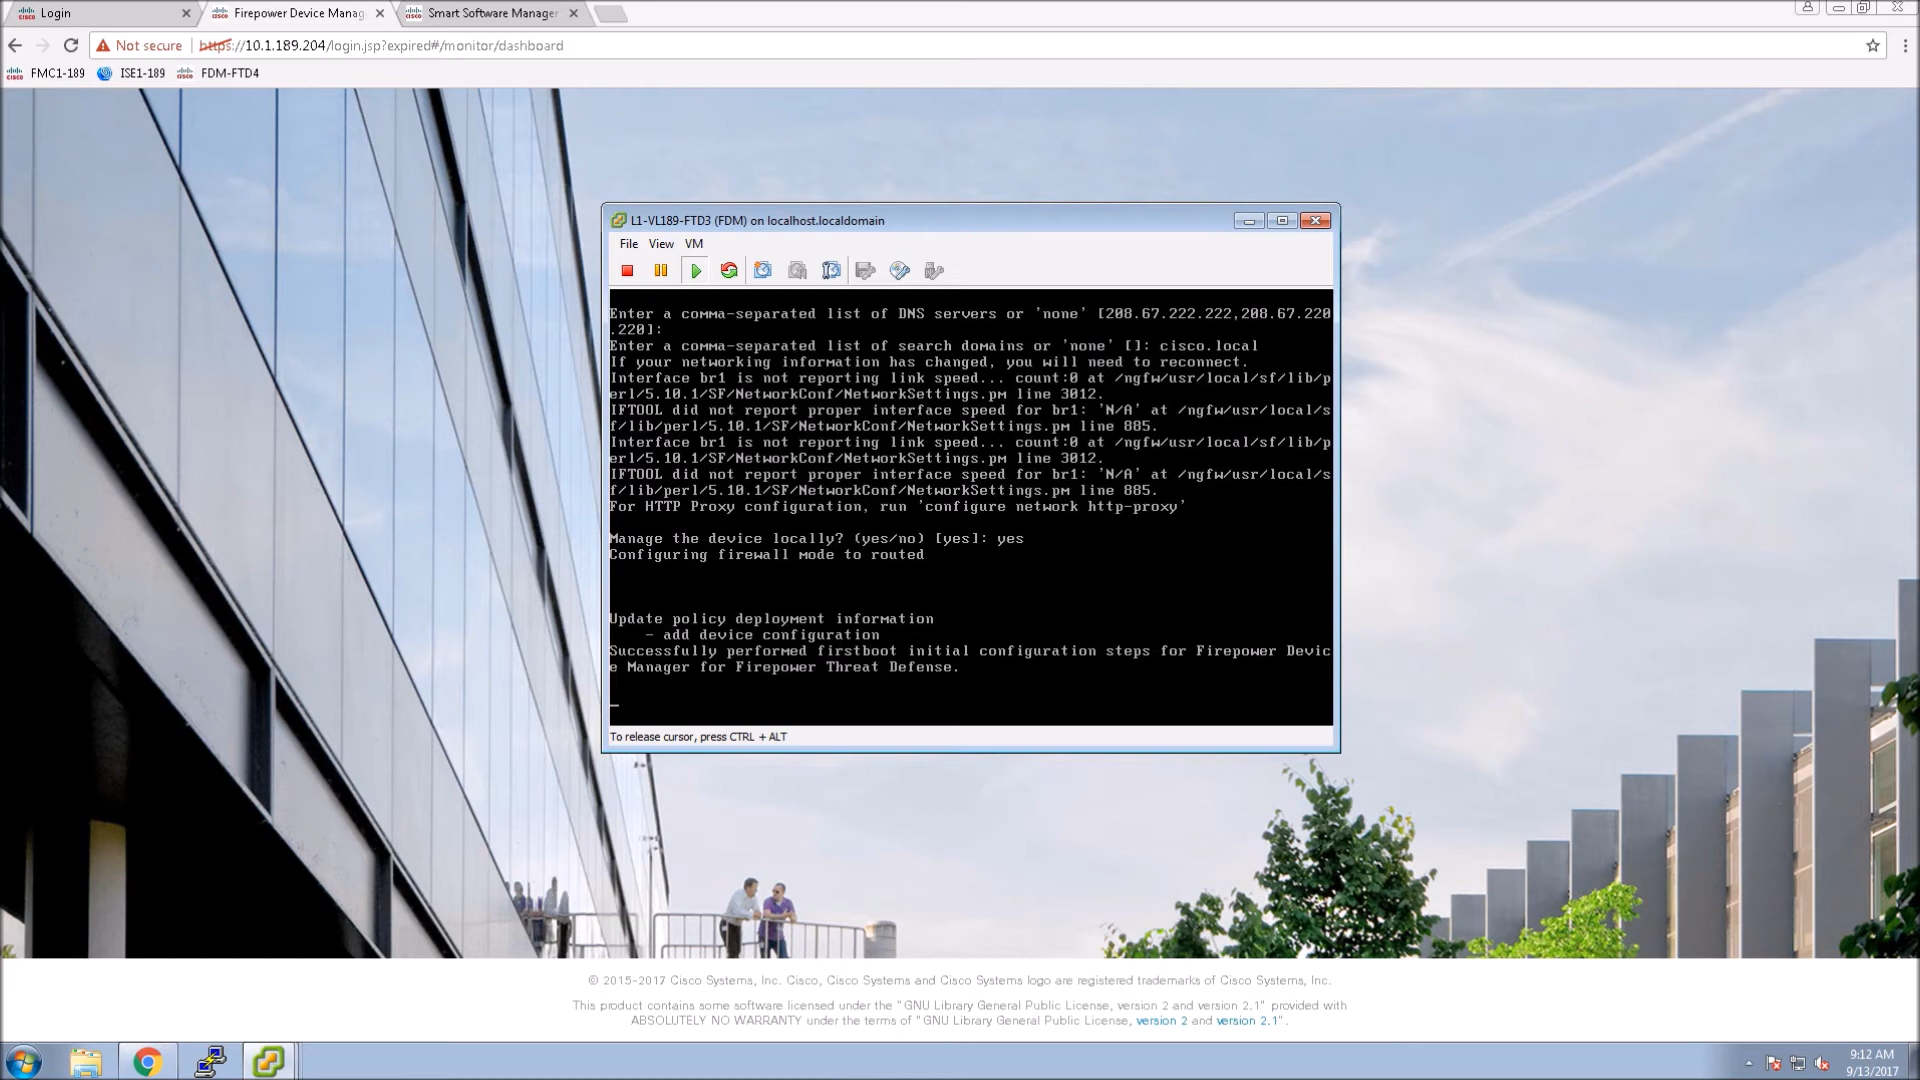 Login
Firepower Device Manag
Smart Software Manager
Not secure
https://10.1.189.204/login.jsp?expired#/monitor/dashboard
FMC1-189
ISE1-189
FDM-FTD4
L1-VL189-FTD3 (FDM) on localhost.localdomain
File View VM
Enter a comma-separated list of DNS servers or 'none' [208.67.222.222,208.67.220
.220]:
Enter a comma-separated list of search domains or 'none' []: cisco.local
If your networking information has changed, you will need to reconnect.
Interface br1 is not reporting link speed... count:0 at /ngfw/usr/local/sf/lib/p
erl/5.10.1/SF/NetworkConf/NetworkSettings.pm line 3012.
IFTOOL did not report proper interface speed for br1: 'N/A' at /ngfw/usr/local/s
f/lib/perl/5.10.1/SF/NetworkConf/NetworkSettings.pm line 885.
Interface br1 is not reporting link speed... count:0 at /ngfw/usr/local/sf/lib/p
erl/5.10.1/SF/NetworkConf/NetworkSettings.pm line 3012.
IFTOOL did not report proper interface speed for br1: 'N/A' at /ngfw/usr/local/s
f/lib/perl/5.10.1/SF/NetworkConf/NetworkSettings.pm line 885.
For HTTP Proxy configuration, run 'configure network http-proxy'
Manage the device locally? (yes/no) [yes]: yes
Configuring firewall mode to routed
Update policy deployment information
- add device configuration
Successfully performed firstboot initial configuration steps for Firepower Devic
e Manager for Firepower Threat Defense.
To release cursor, press CTRL + ALT
© 2015-2017 Cisco Systems, Inc. Cisco, Cisco Systems and Cisco Systems logo are registered trademarks of Cisco Systems, Inc.
This product contains some software licensed under the "GNU Library General Public License, version 2 and version 2.1" provided with
ABSOLUTELY NO WARRANTY under the terms of "GNU Library General Public License, version 2 and version 2.1".
9:12 AM
9/13/2017